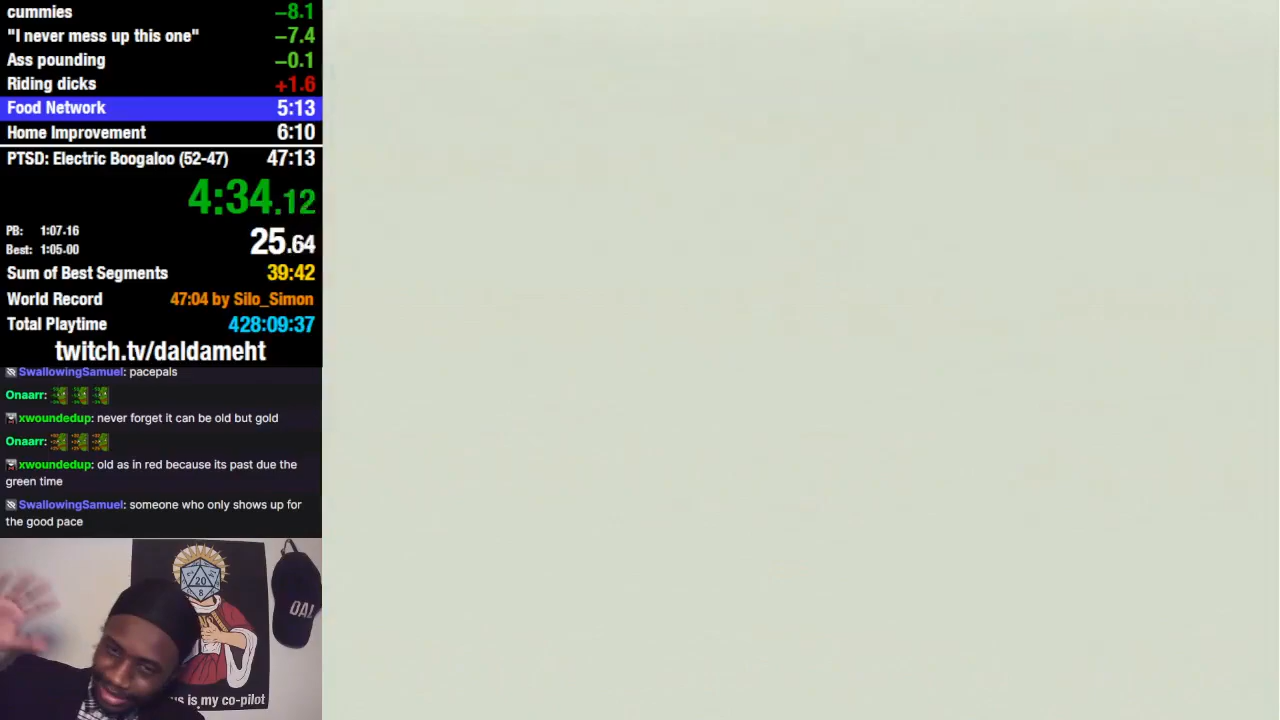 cummies −8.1
"I never mess up this one" −7.4
Ass pounding −0.1
Riding dicks +1.6
Food Network 5:13
Home Improvement 6:10
PTSD: Electric Boogaloo (52-47) 47:13
4:34.12
PB: 1:07.16
Best: 1:05.00
25.64
Sum of Best Segments 39:42
World Record 47:04 by Silo_Simon
Total Playtime 428:09:37
twitch.tv/daldameht
SwallowingSamuel: pacepals
Onaarr:
xwoundedup: never forget it can be old but gold
Onaarr:
xwoundedup: old as in red because its past due the
green time
SwallowingSamuel: someone who only shows up for
the good pace
20
8
DAL
us is my co-pilot